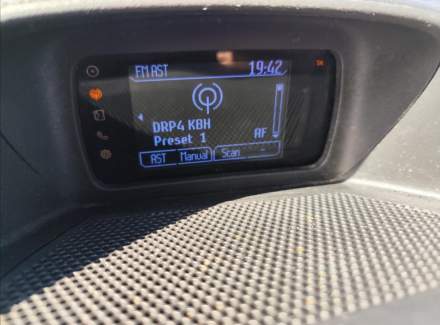 FM AST 19:42
DRP4 KBH
Preset 1 AF
AST Manual Scan